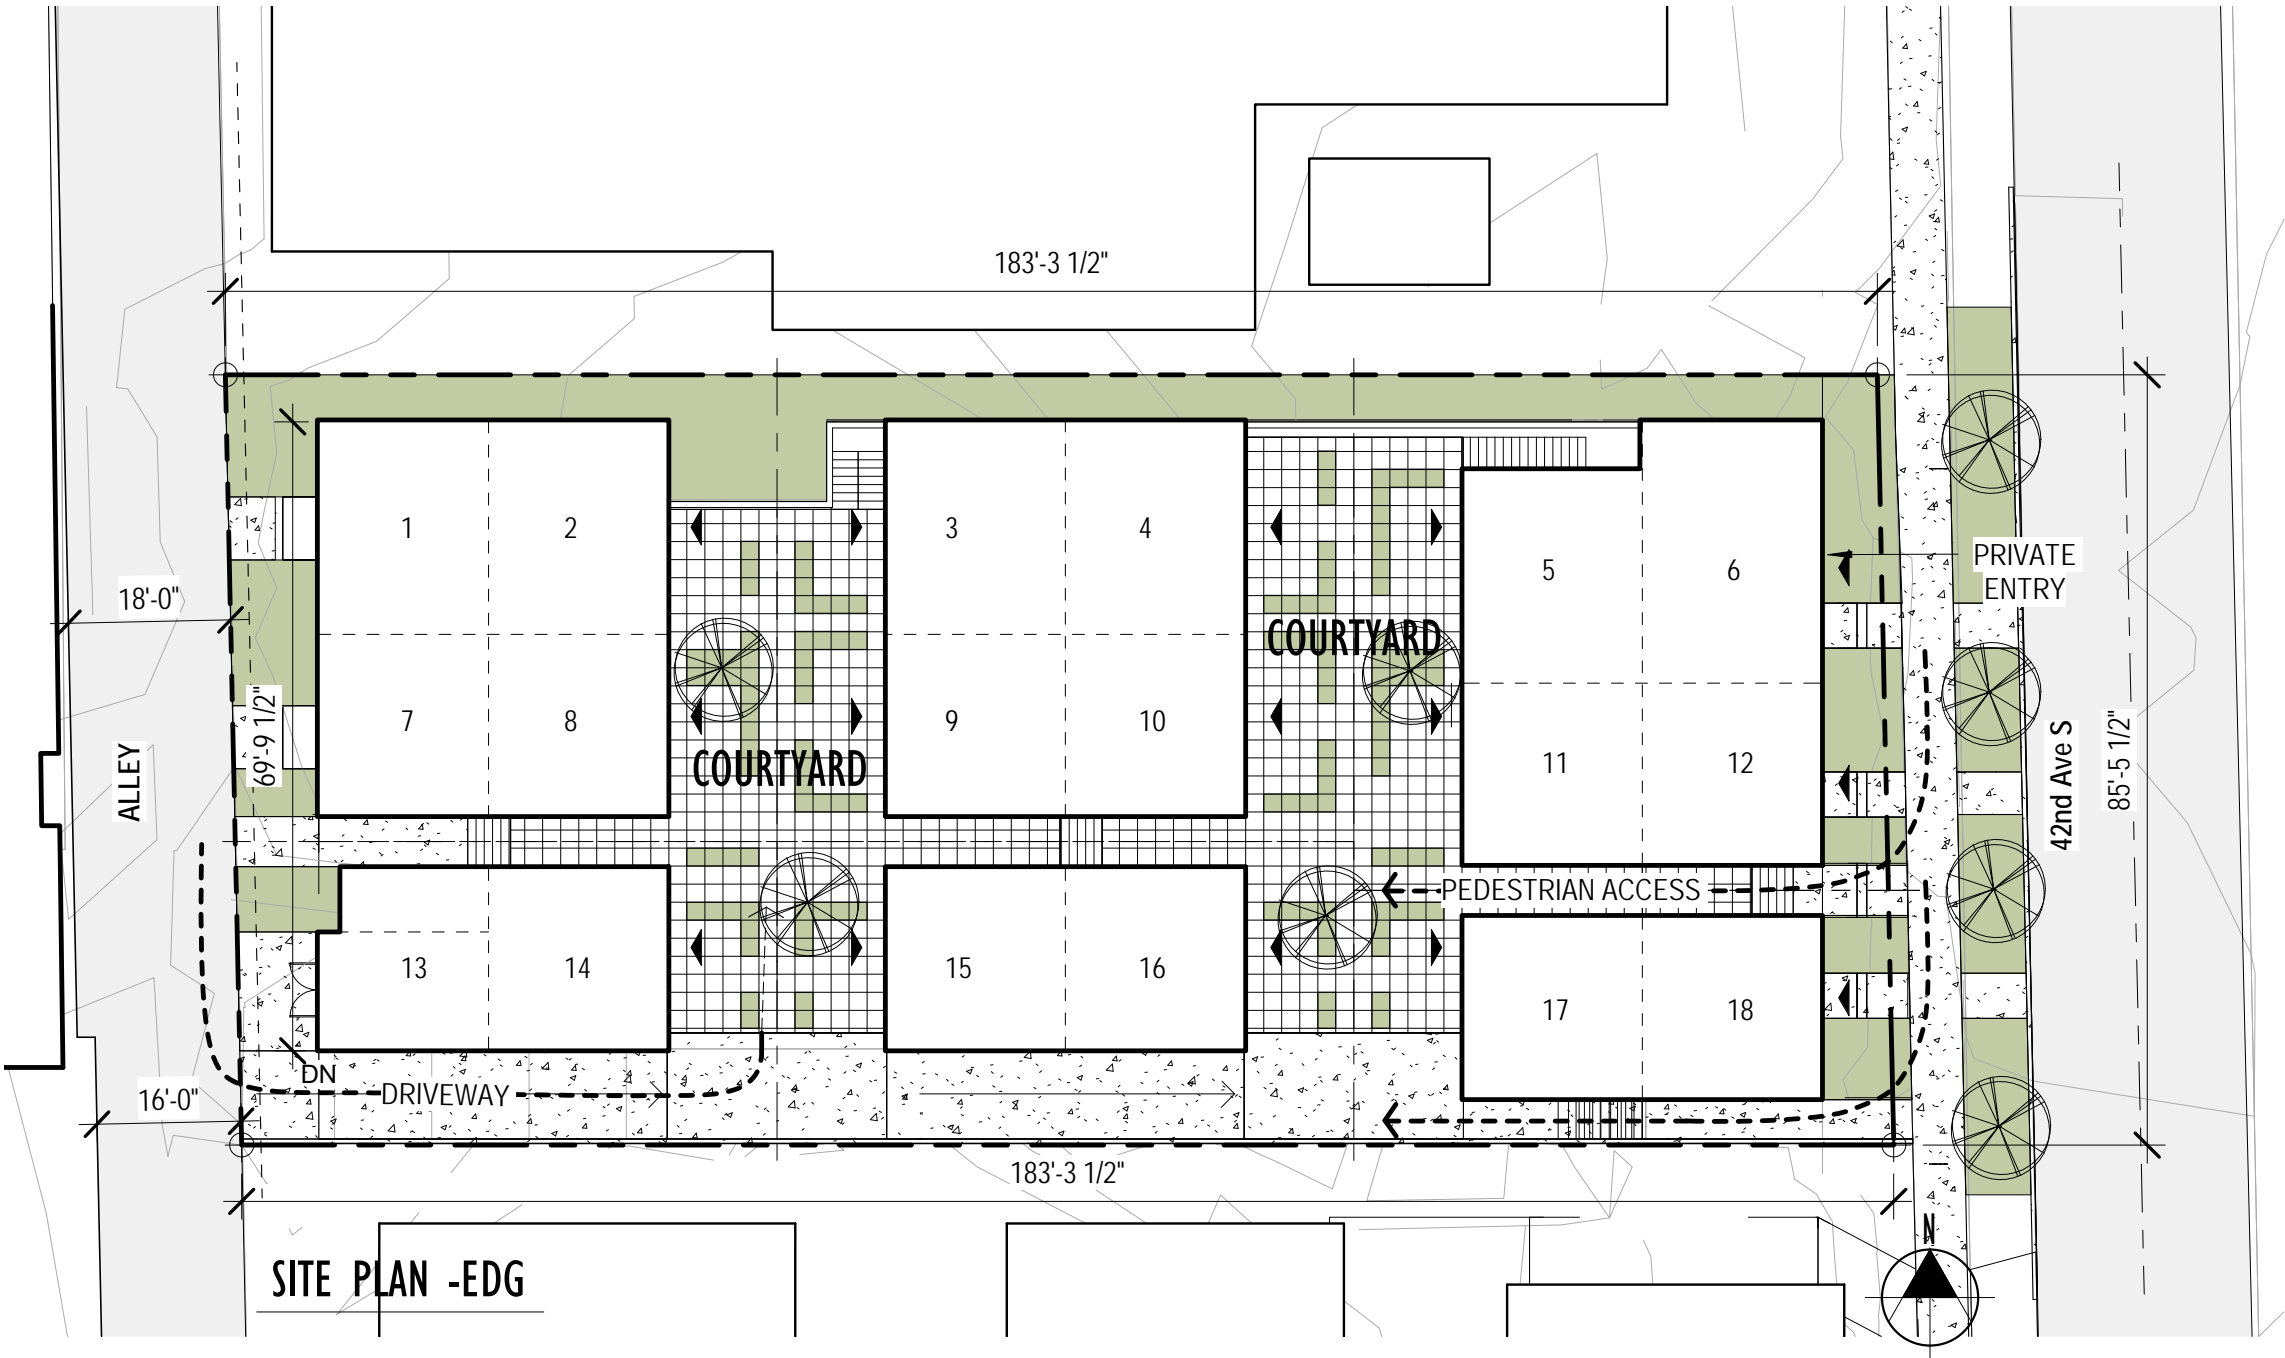 183'-3 1/2"
1
2
3
4
5
6
PRIVATE
ENTRY
18'-0"
COURTYARD
7
8
9
10
11
12
69'-9 1/2"
ALLEY
COURTYARD
42nd Ave S
85'-5 1/2"
PEDESTRIAN ACCESS
13
14
15
16
17
18
DN
DRIVEWAY
16'-0"
183'-3 1/2"
N
SITE PLAN -EDG